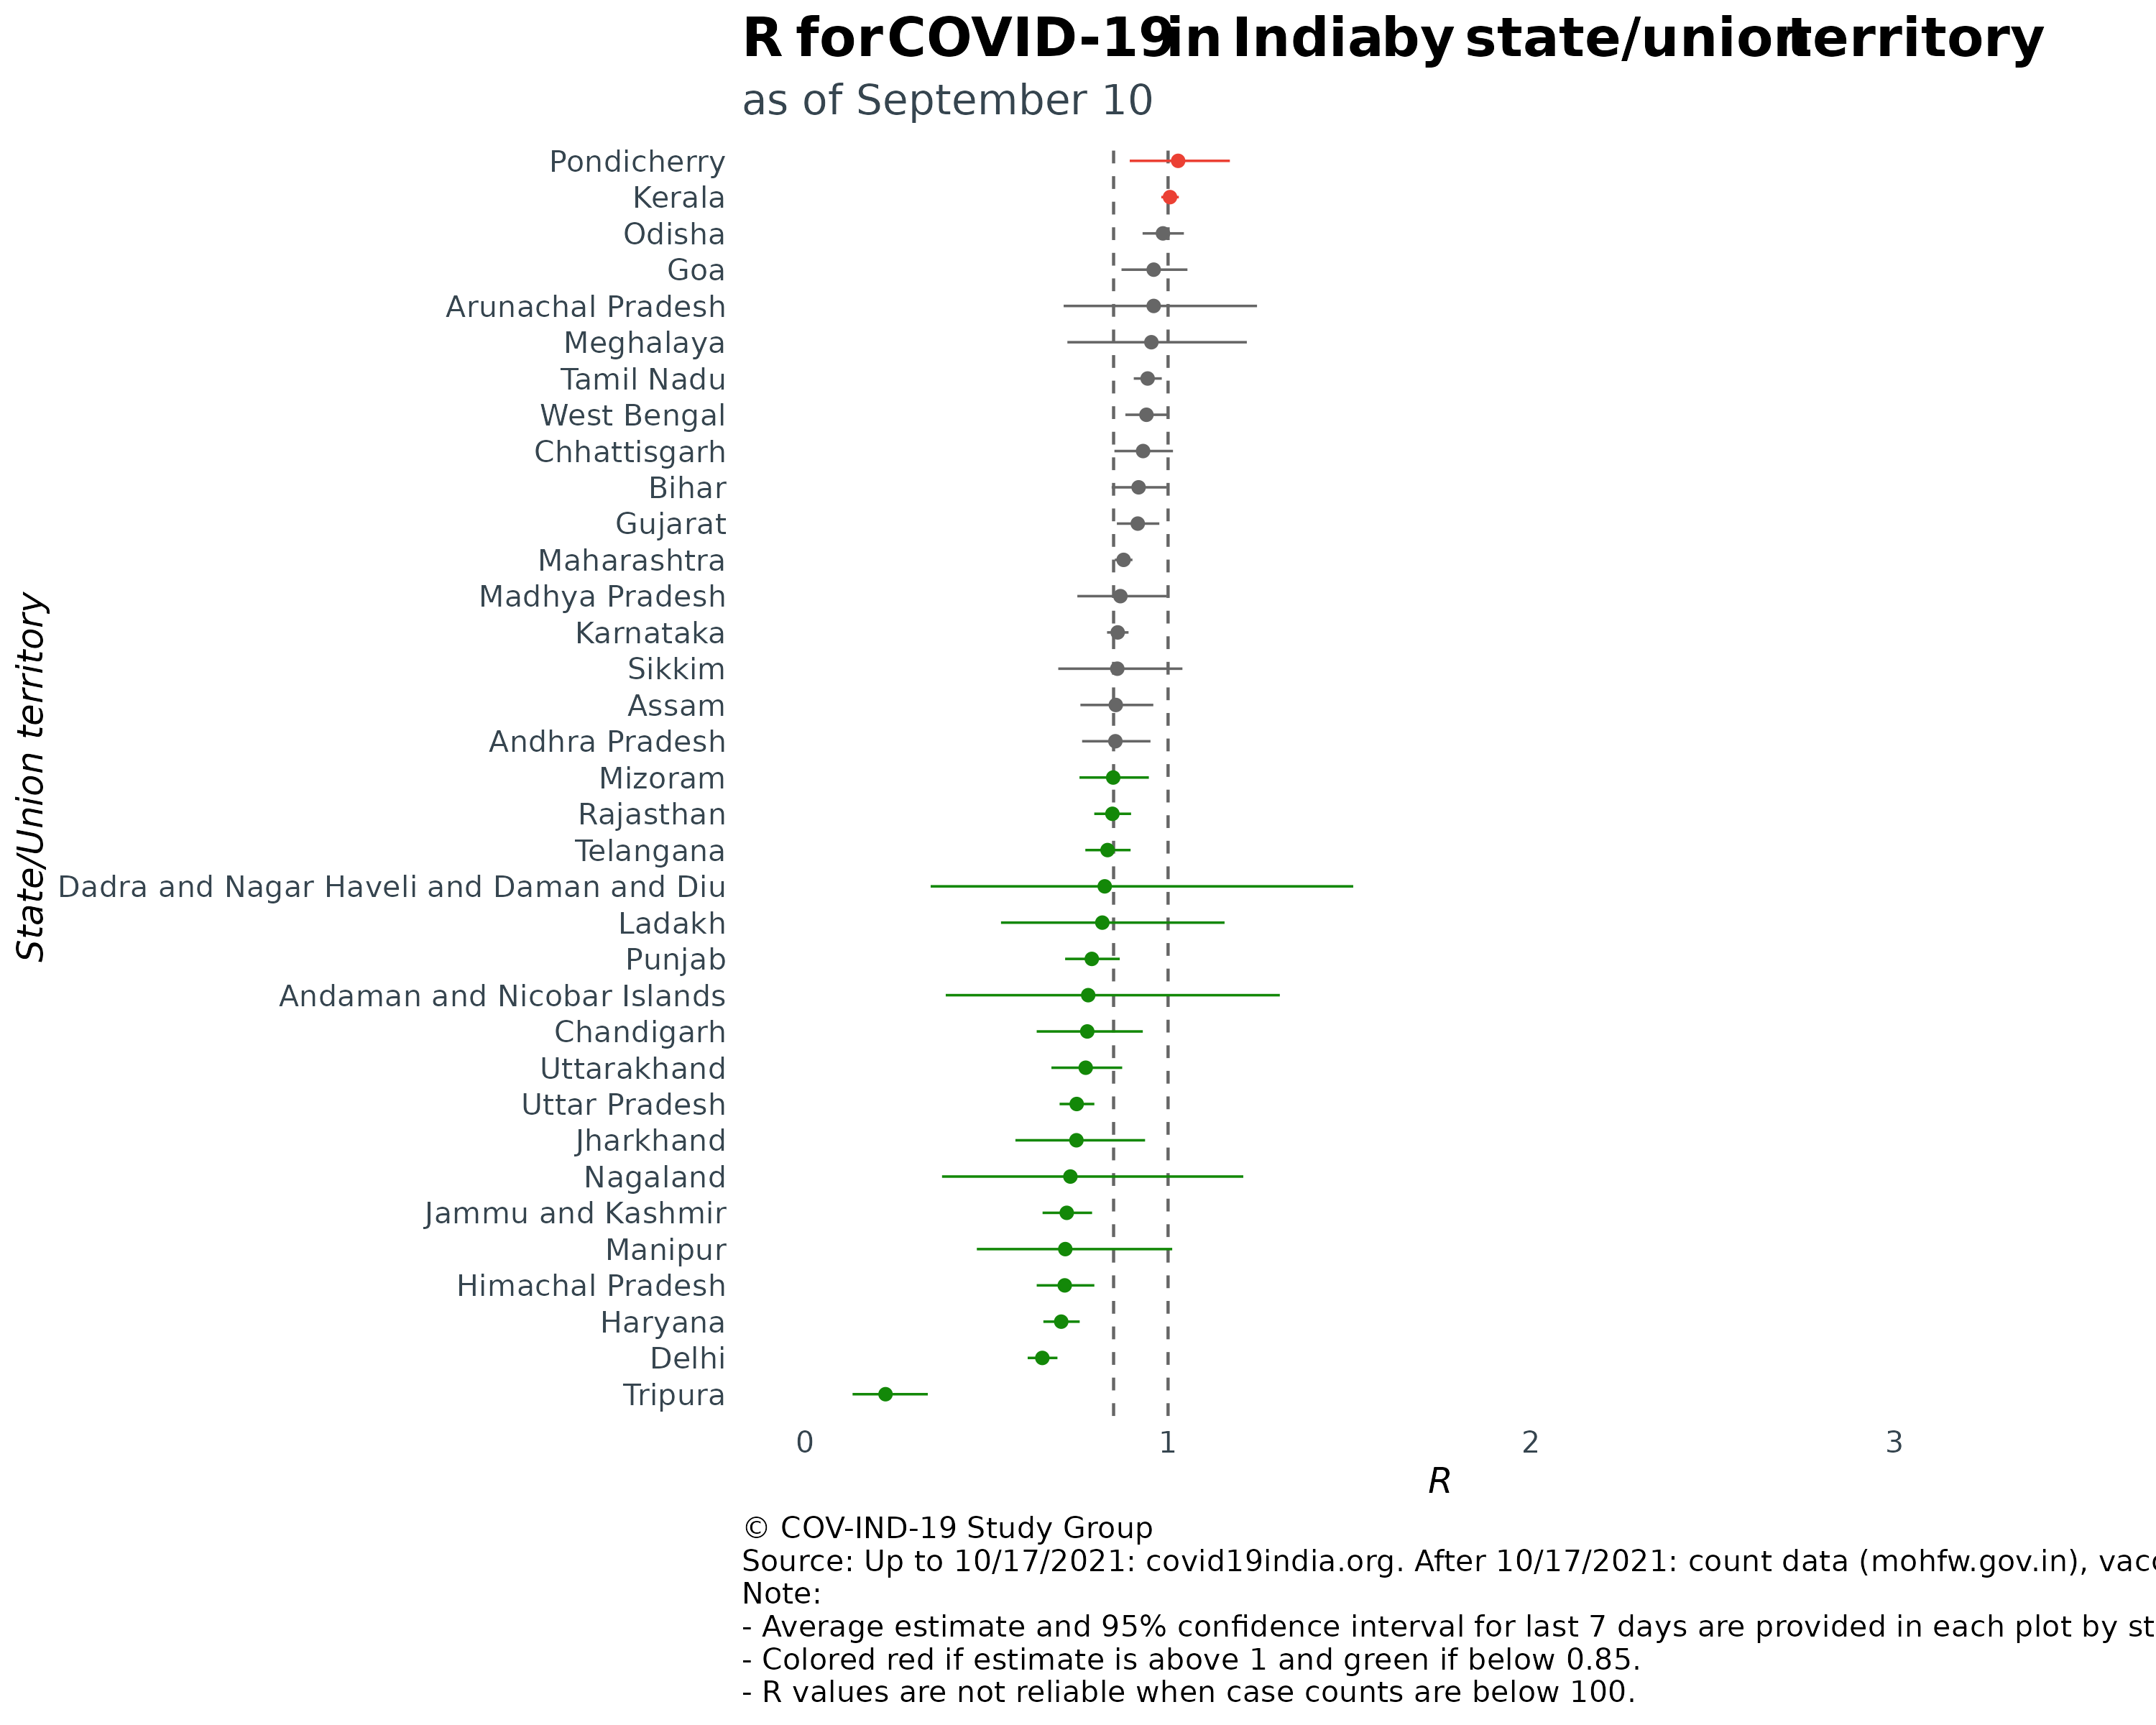 R for COVID-19 in India by state/union territory
as of September 10
Pondicherry
Kerala
Odisha
Goa
Arunachal Pradesh
Meghalaya
Tamil Nadu
West Bengal
Chhattisgarh
Bihar
Gujarat
Maharashtra
Madhya Pradesh
Karnataka
Sikkim
Assam
Andhra Pradesh
Mizoram
Rajasthan
Telangana
Dadra and Nagar Haveli and Daman and Diu
Ladakh
Punjab
Andaman and Nicobar Islands
Chandigarh
Uttarakhand
Uttar Pradesh
Jharkhand
Nagaland
Jammu and Kashmir
Manipur
Himachal Pradesh
Haryana
Delhi
Tripura
State/Union territory
0 1 2 3
R
© COV-IND-19 Study Group
Source: Up to 10/17/2021: covid19india.org. After 10/17/2021: count data (mohfw.gov.in),
Note:
- Average estimate and 95% confidence interval for last 7 days are provided in each plot by
- Colored red if estimate is above 1 and green if below 0.85.
- R values are not reliable when case counts are below 100.